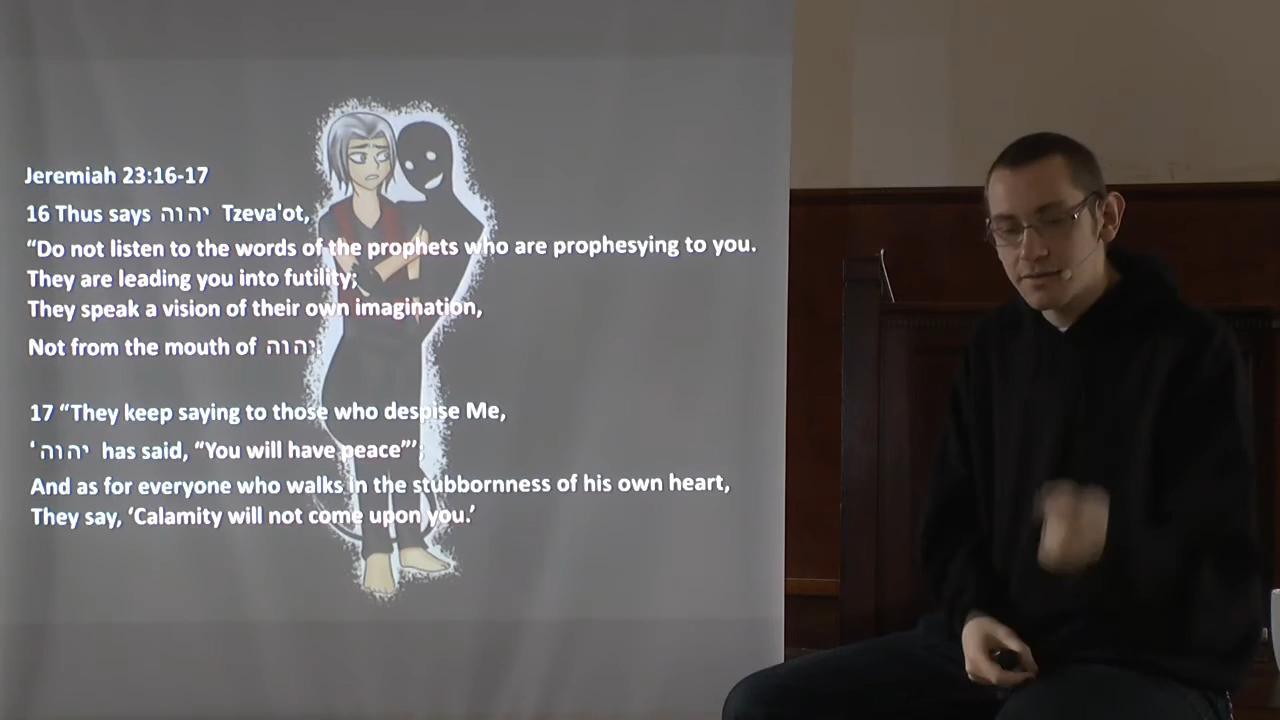 Jeremiah 23:16-17
16 Thus says יהוה Tzeva'ot,
“Do not listen to the words of the prophets who are prophesying to you.
They are leading you into futility;
They speak a vision of their own imagination,
Not from the mouth of יהוה
17 “They keep saying to those who despise Me,
‘יהוה has said, “You will have peace”’;
And as for everyone who walks in the stubbornness of his own heart,
They say, ‘Calamity will not come upon you.’